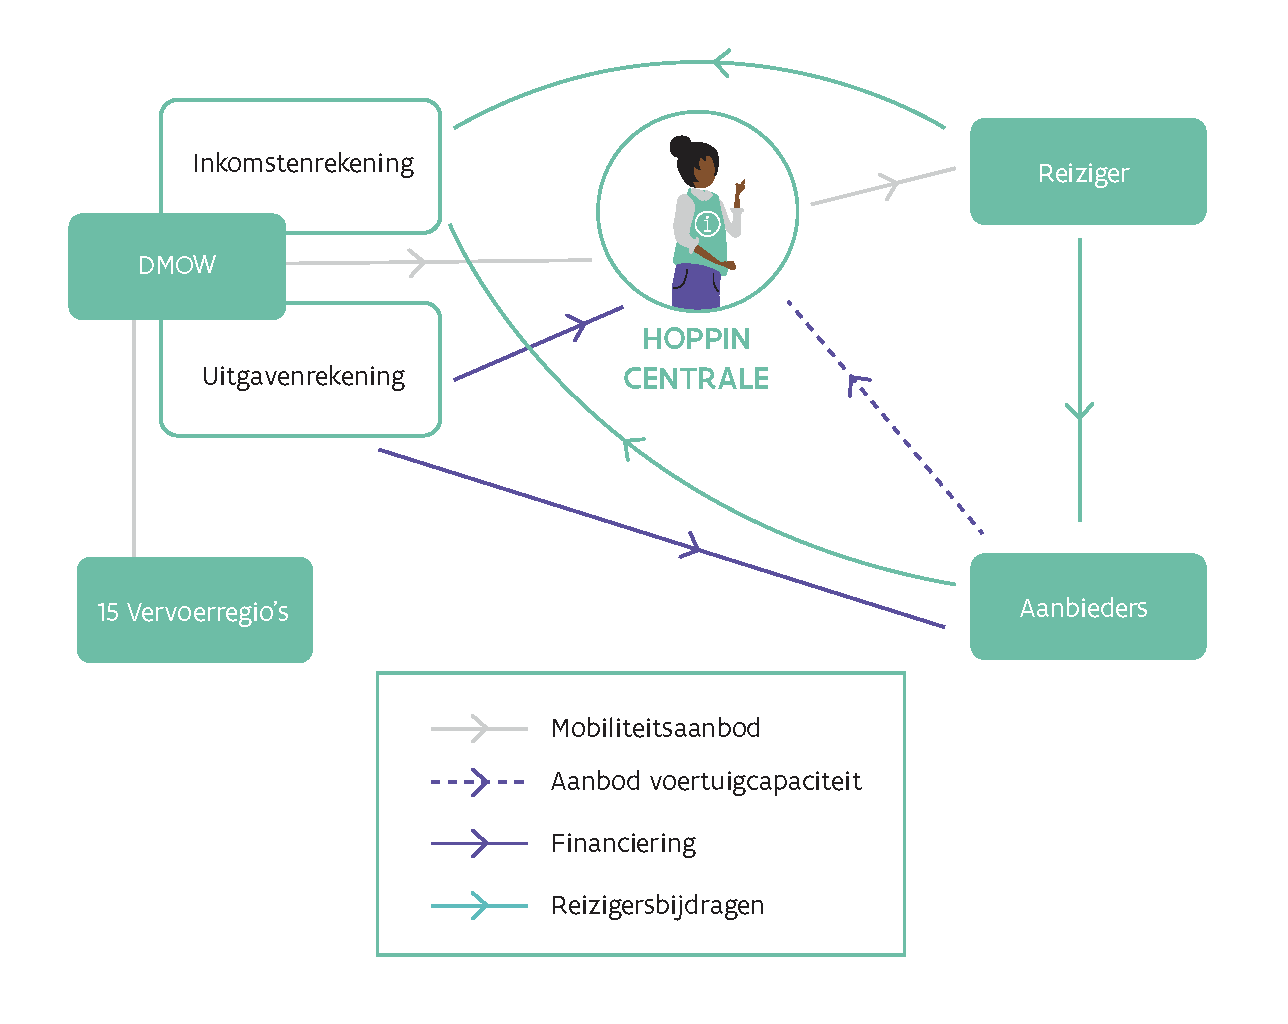 Inkomstenrekening
Reiziger
i
DMOW
HOPPIN
CENTRALE
Uitgavenrekening
15 Vervoerregio's
Aanbieders
Mobiliteitsaanbod
Aanbod voertuigcapaciteit
Financiering
Reizigersbijdragen